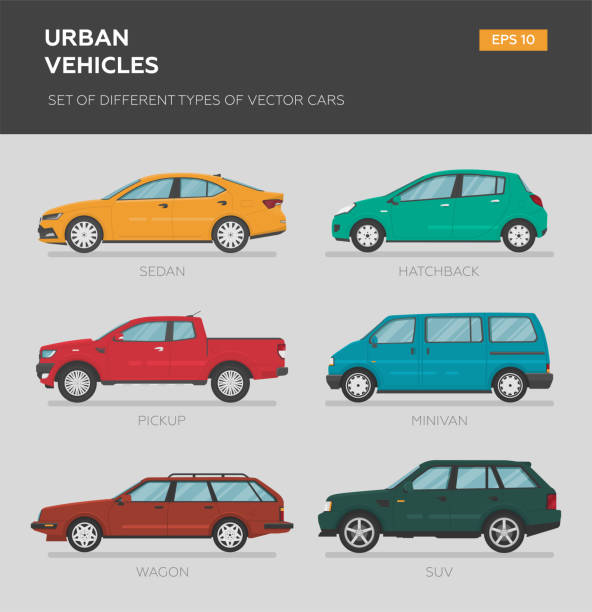 URBAN
VEHICLES
EPS 10
SET OF DIFFERENT TYPES OF VECTOR CARS
SEDAN
HATCHBACK
PICKUP
MINIVAN
WAGON
SUV